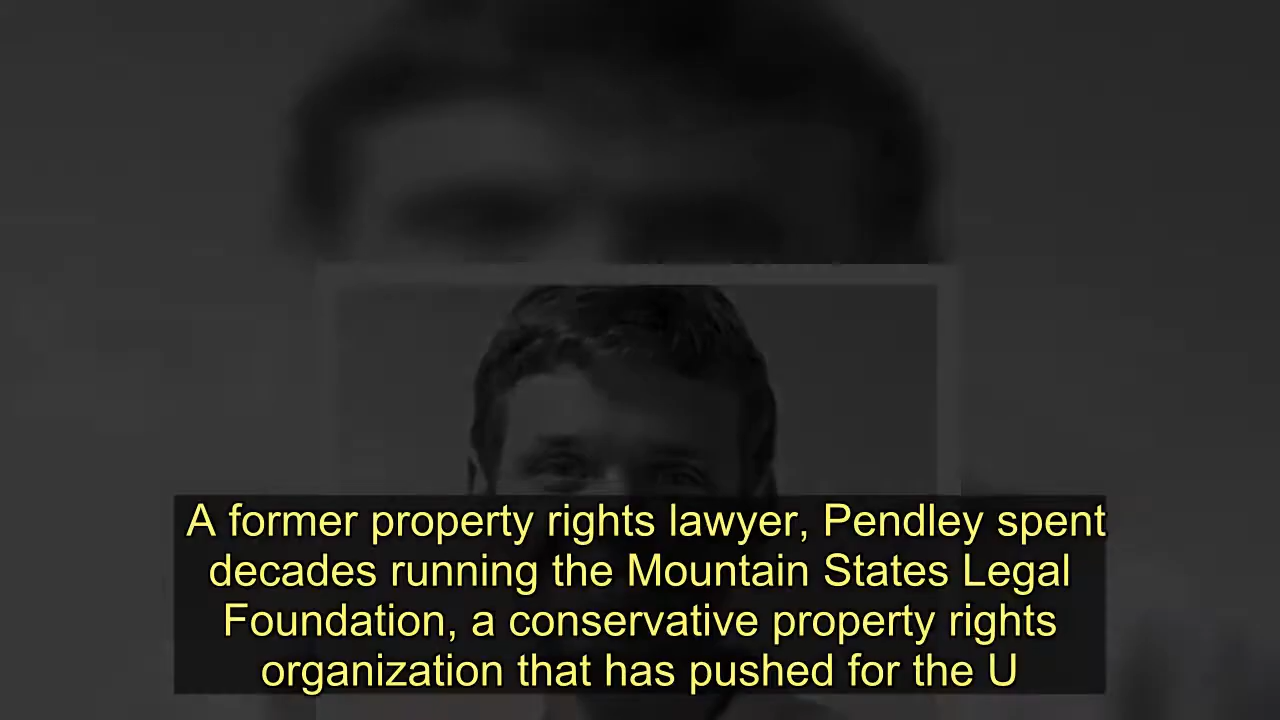 A former property rights lawyer, Pendley spent
decades running the Mountain States Legal
Foundation, a conservative property rights
organization that has pushed for the U